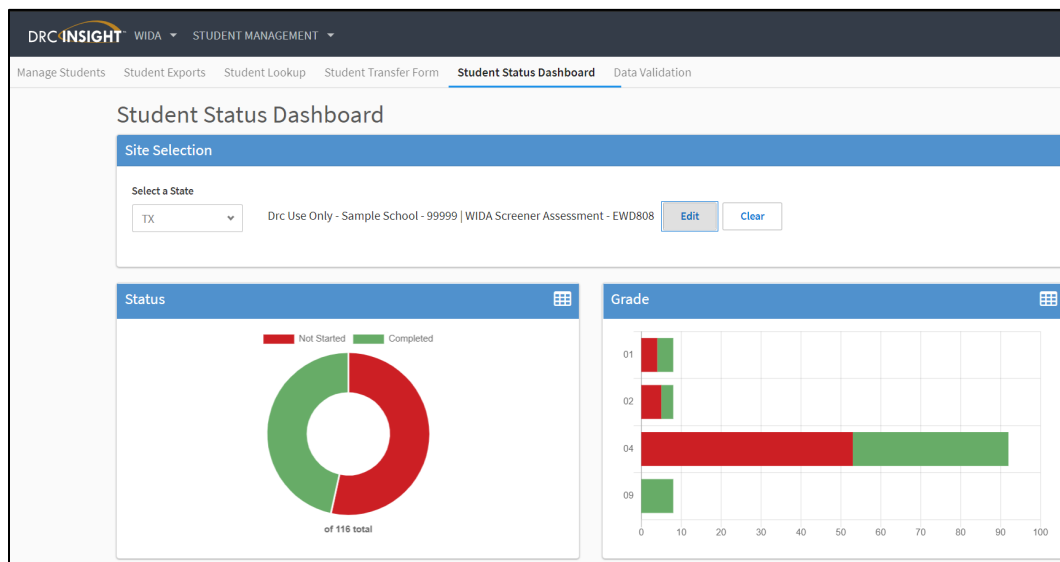 DRC INSIGHT™ WIDA STUDENT MANAGEMENT
Manage Students Student Exports Student Lookup Student Transfer Form Student Status Dashboard Data Validation
Student Status Dashboard
Site Selection
Select a State
TX Drc Use Only - Sample School - 99999 | WIDA Screener Assessment - EWD808 Edit Clear
Status
Not Started Completed
of 116 total
Grade
01
02
04
09
0 10 20 30 40 50 60 70 80 90 100